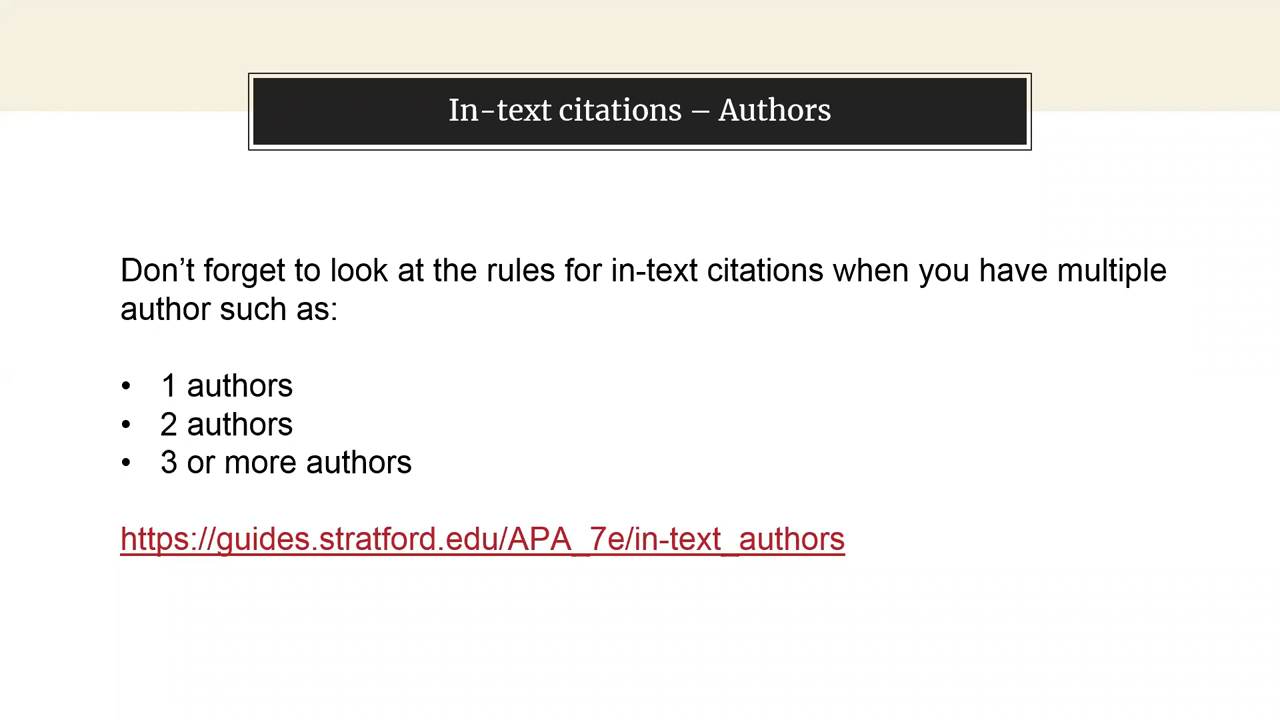 In-text citations – Authors
Don’t forget to look at the rules for in-text citations when you have multiple
author such as:
• 1 authors
• 2 authors
• 3 or more authors
https://guides.stratford.edu/APA_7e/in-text_authors